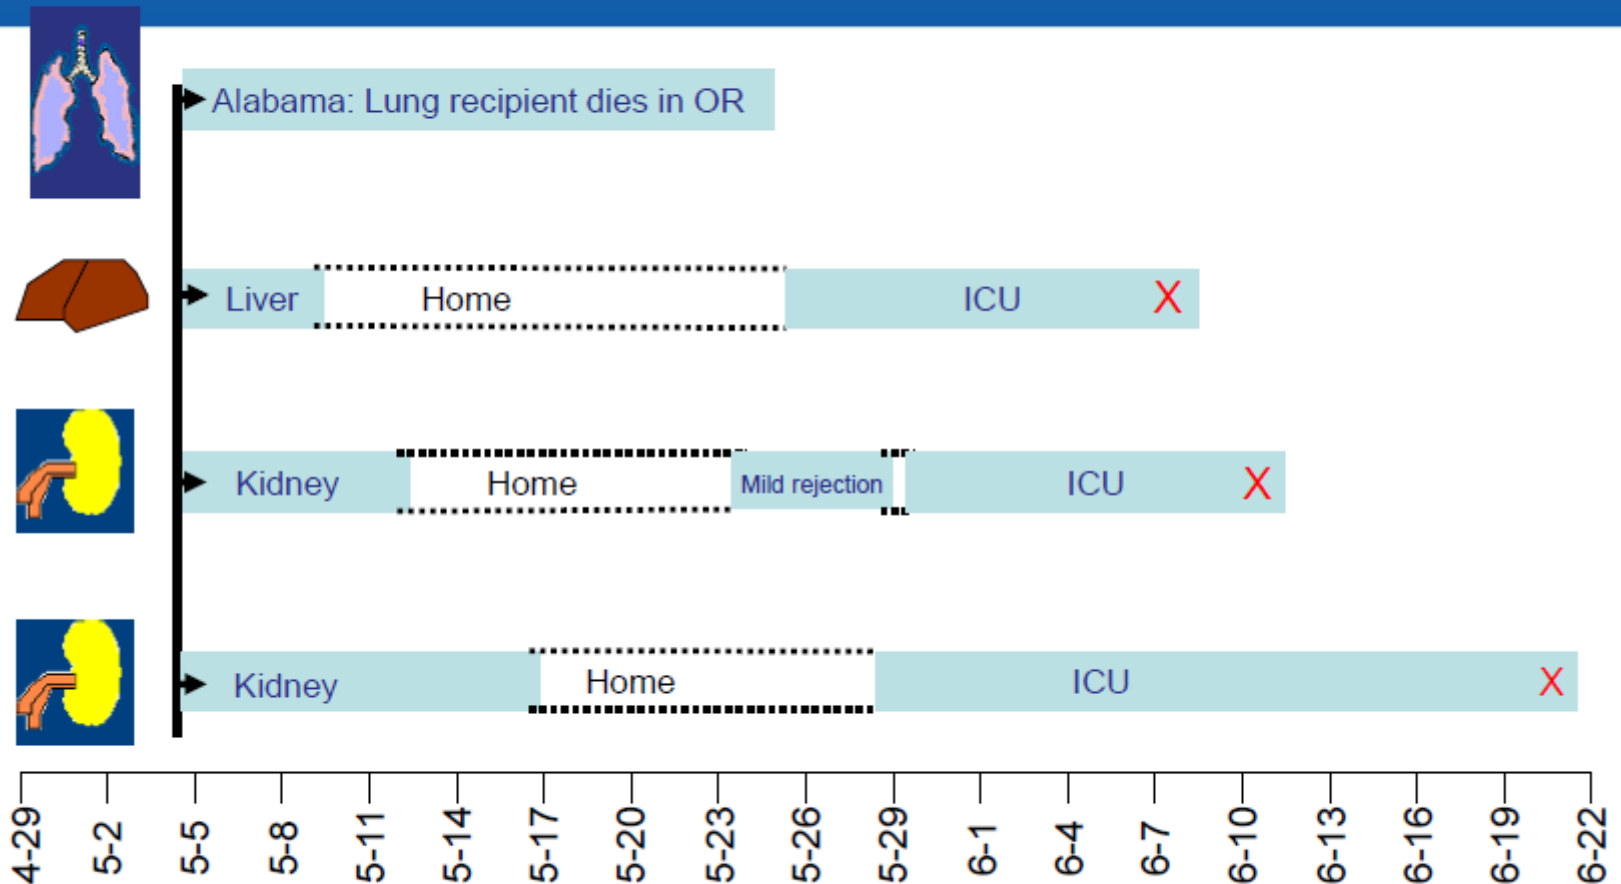 Alabama: Lung recipient dies in OR
Liver Home ICU X
Kidney Home Mild rejection ICU X
Kidney Home ICU X
4-29 5-2 5-5 5-8 5-11 5-14 5-17 5-20 5-23 5-26 5-29 6-1 6-4 6-7 6-10 6-13 6-16 6-19 6-22